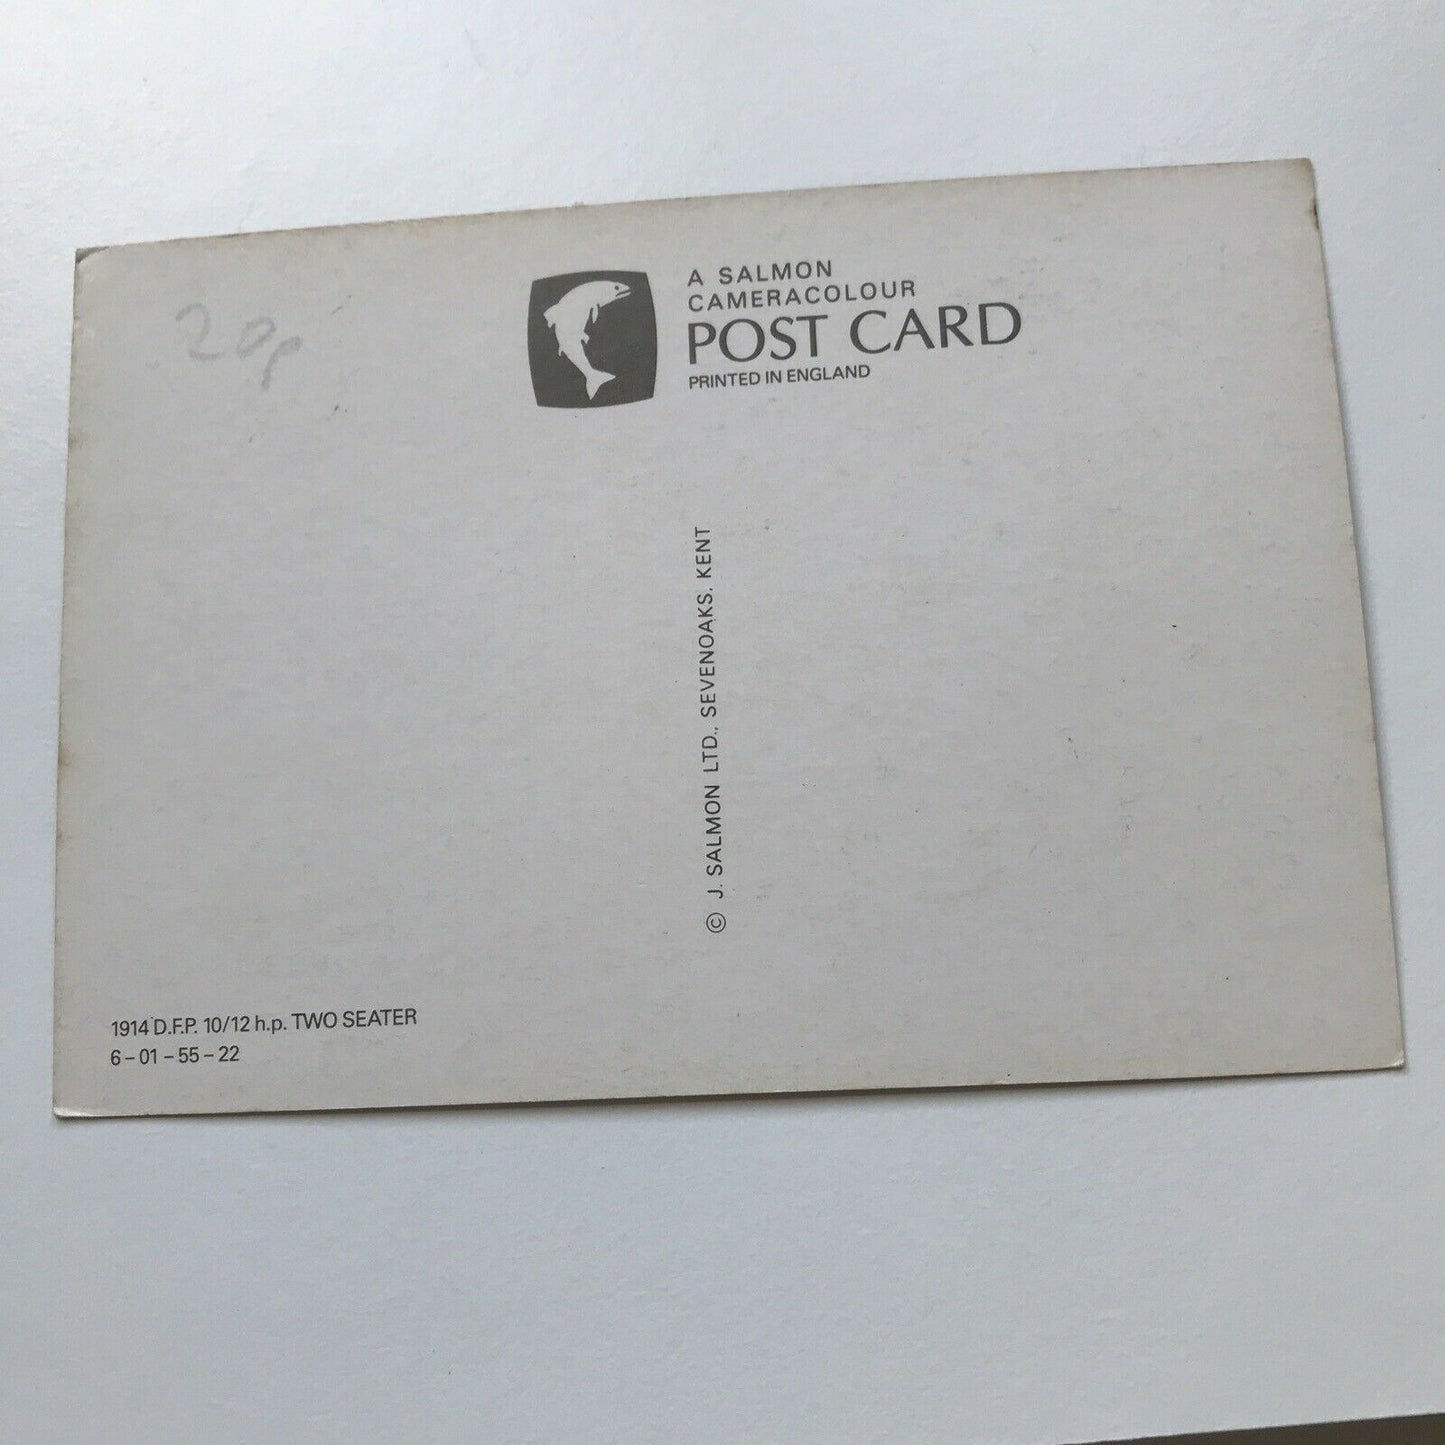 20p
A SALMON
CAMERACOLOUR
POST CARD
PRINTED IN ENGLAND
© J. SALMON LTD., SEVENOAKS. KENT
1914 D.F.P. 10/12 h.p. TWO SEATER
6 – 01 – 55 – 22